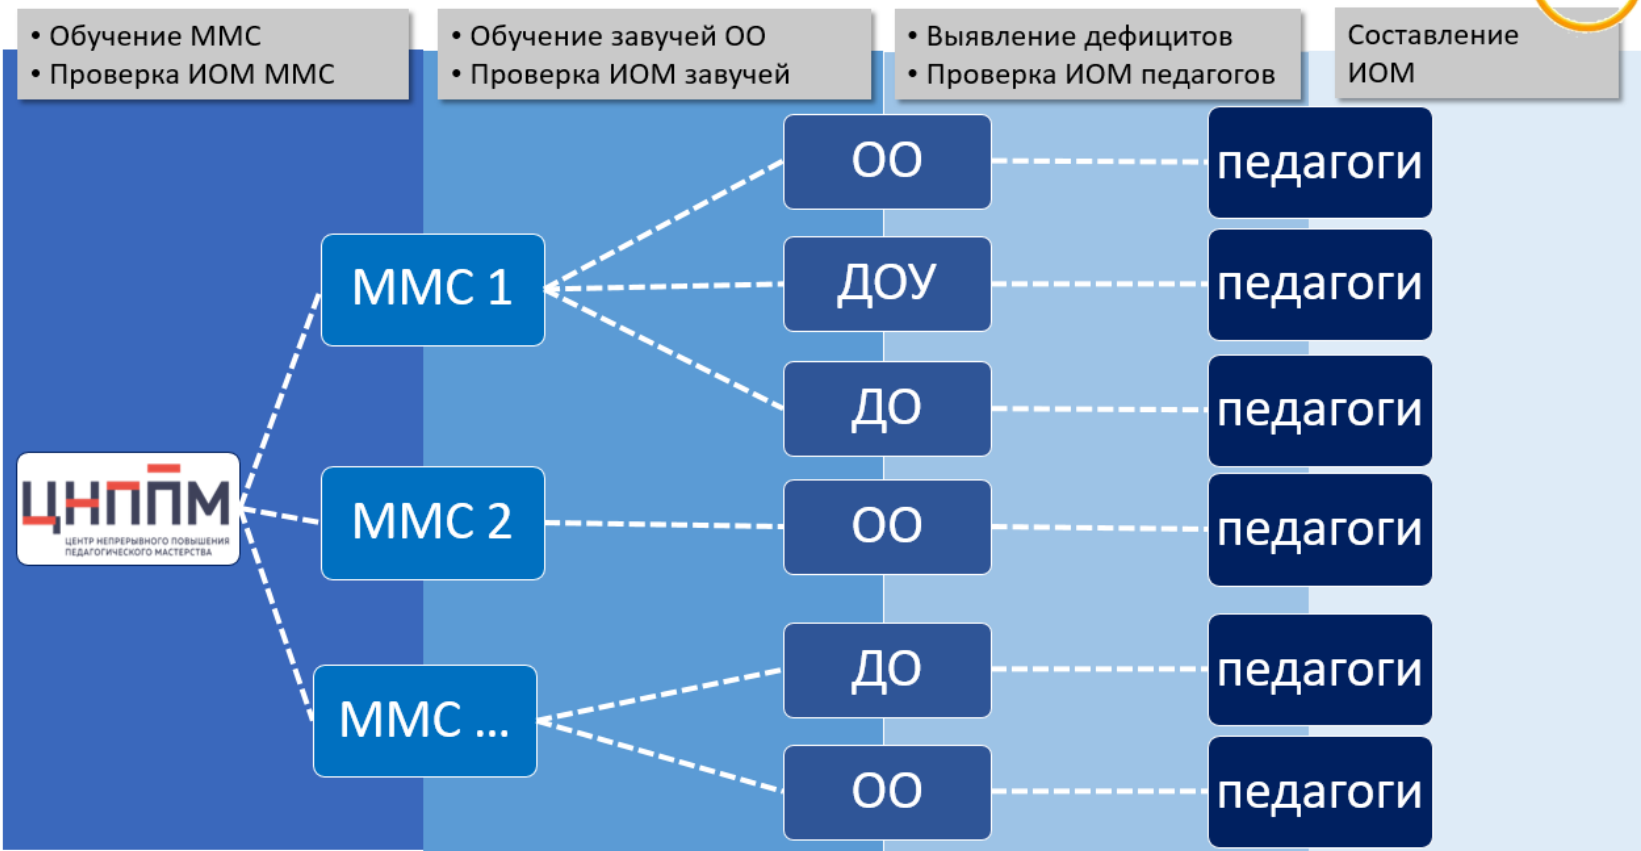 • Обучение ММС
• Проверка ИОМ ММС
• Обучение завучей ОО
• Проверка ИОМ завучей
• Выявление дефицитов
• Проверка ИОМ педагогов
Составление
ИОМ
ЦНППМ
ЦЕНТР НЕПРЕРЫВНОГО ПОВЫШЕНИЯ
ПЕДАГОГИЧЕСКОГО МАСТЕРСТВА
ММС 1
ММС 2
ММС ...
ОО
ДОУ
ДО
ОО
ДО
ОО
педагоги
педагоги
педагоги
педагоги
педагоги
педагоги